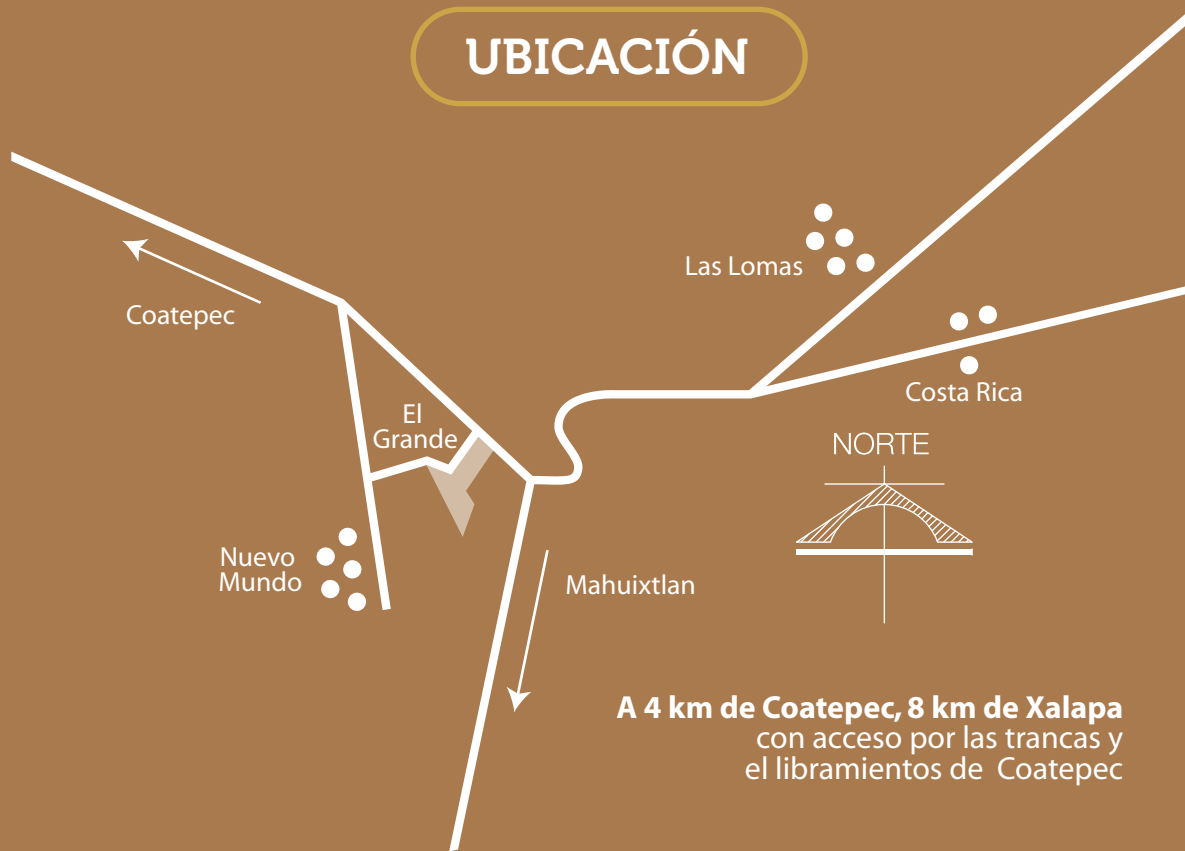 UBICACIÓN
Las Lomas
Coatepec
Costa Rica
El
Grande
NORTE
Nuevo
Mundo
Mahuixtlan
A 4 km de Coatepec, 8 km de Xalapa
con acceso por las trancas y
el libramientos de Coatepec